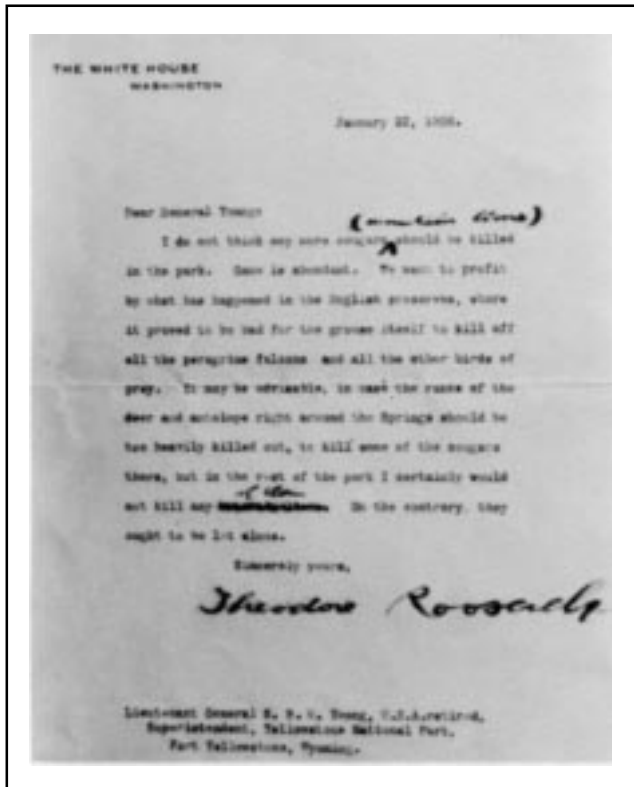 THE WHITE HOUSE
WASHINGTON
January 22, 1908.
Dear General Young:
(mountain lions)
I do not think any more cougars should be killed
in the park. Game is abundant. We want to profit
by what has happened in the English preserves, where
it proved to be bad for the grouse itself to kill off
all the peregrine falcons and all the other birds of
prey. It may be advisable, in case the ranks of the
deer and antelope right around the Springs should be
too heavily killed out, to kill some of the cougars
there, but in the rest of the park I certainly would
of them
not kill any On the contrary, they
ought to be let alone.
Sincerely yours,
Theodore Roosevelt
Lieutenant General S. B. M. Young, U.S.A. retired,
Superintendent, Yellowstone National Park,
Fort Yellowstone, Wyoming.